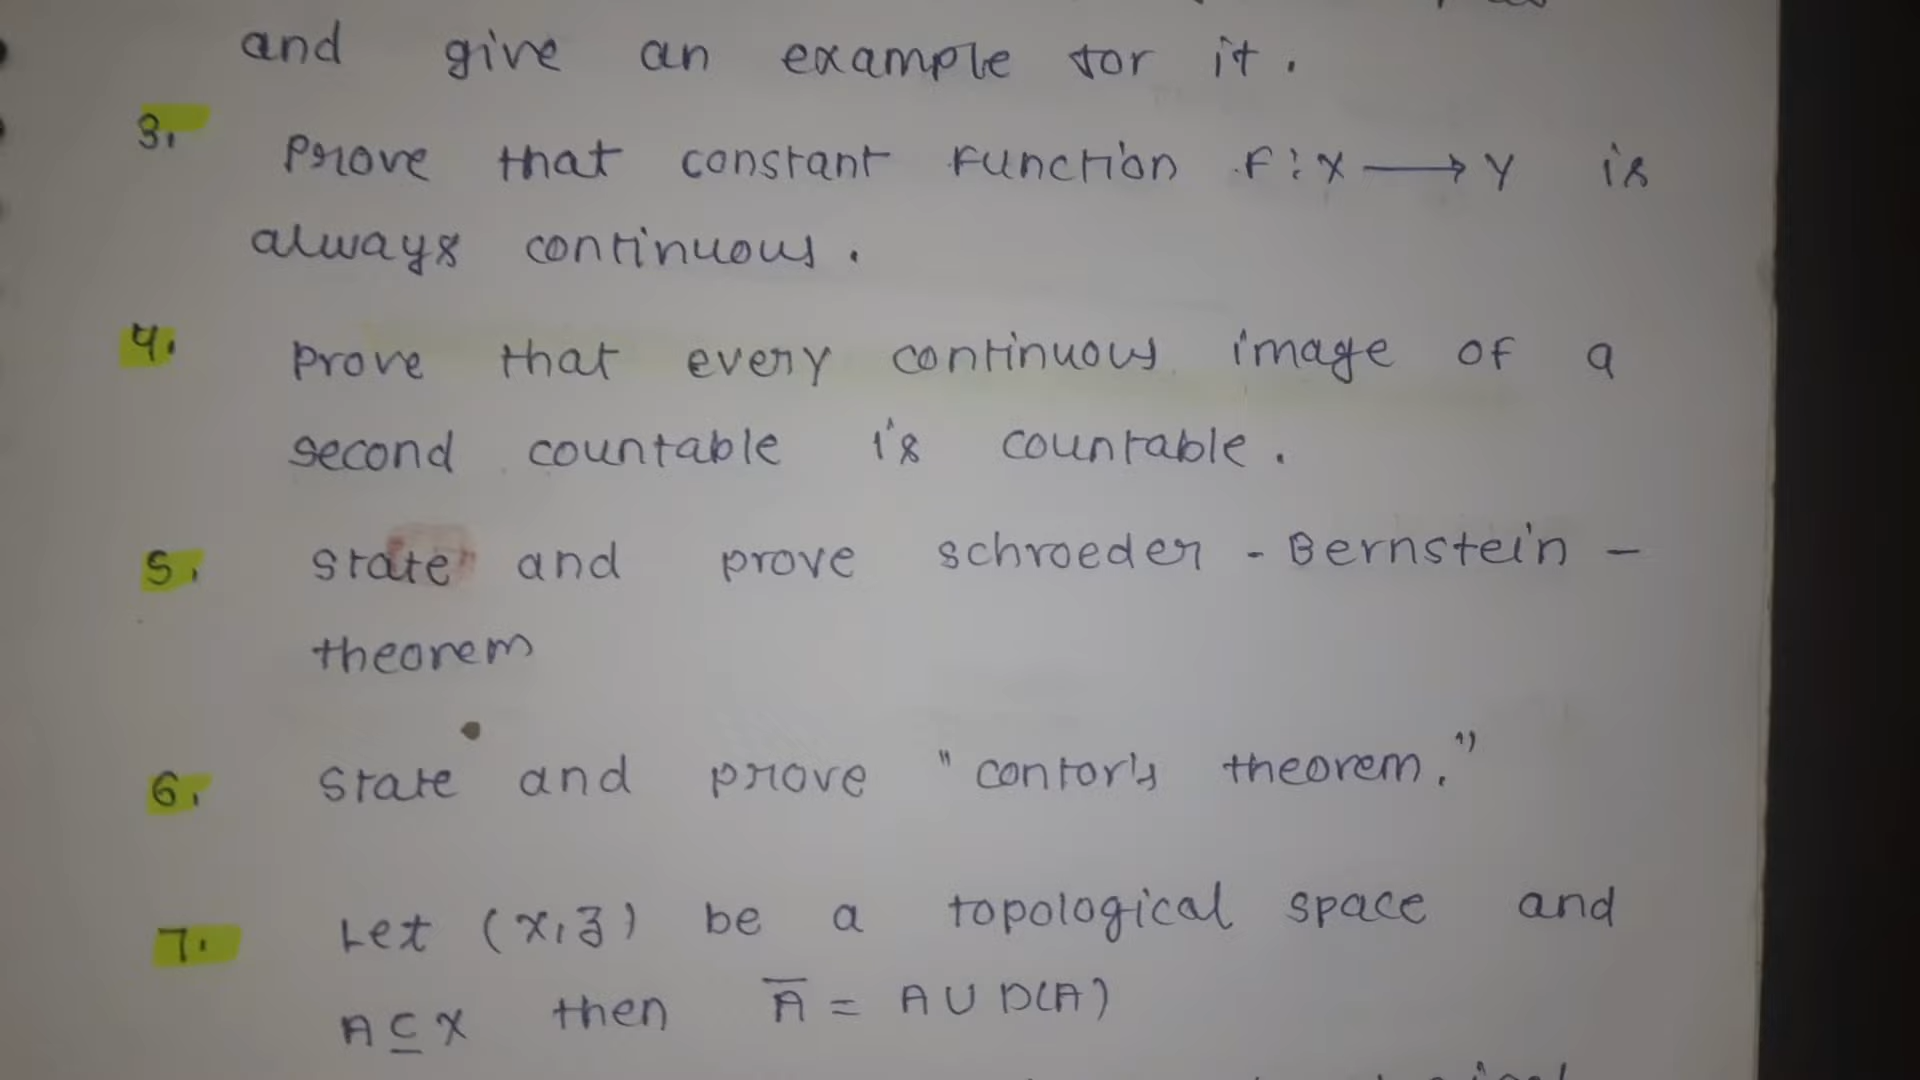 and give an example for it.
3. Prove that constant function f: X → Y is
always continuous.
4. prove that every continuous image of a
second countable is countable.
5. state and prove schroeder - Bernstein -
theorem
6. state and prove "contor's theorem."
7. Let (X, ℨ) be a topological space and
A ⊆ X then A̅ = A ∪ D(A)